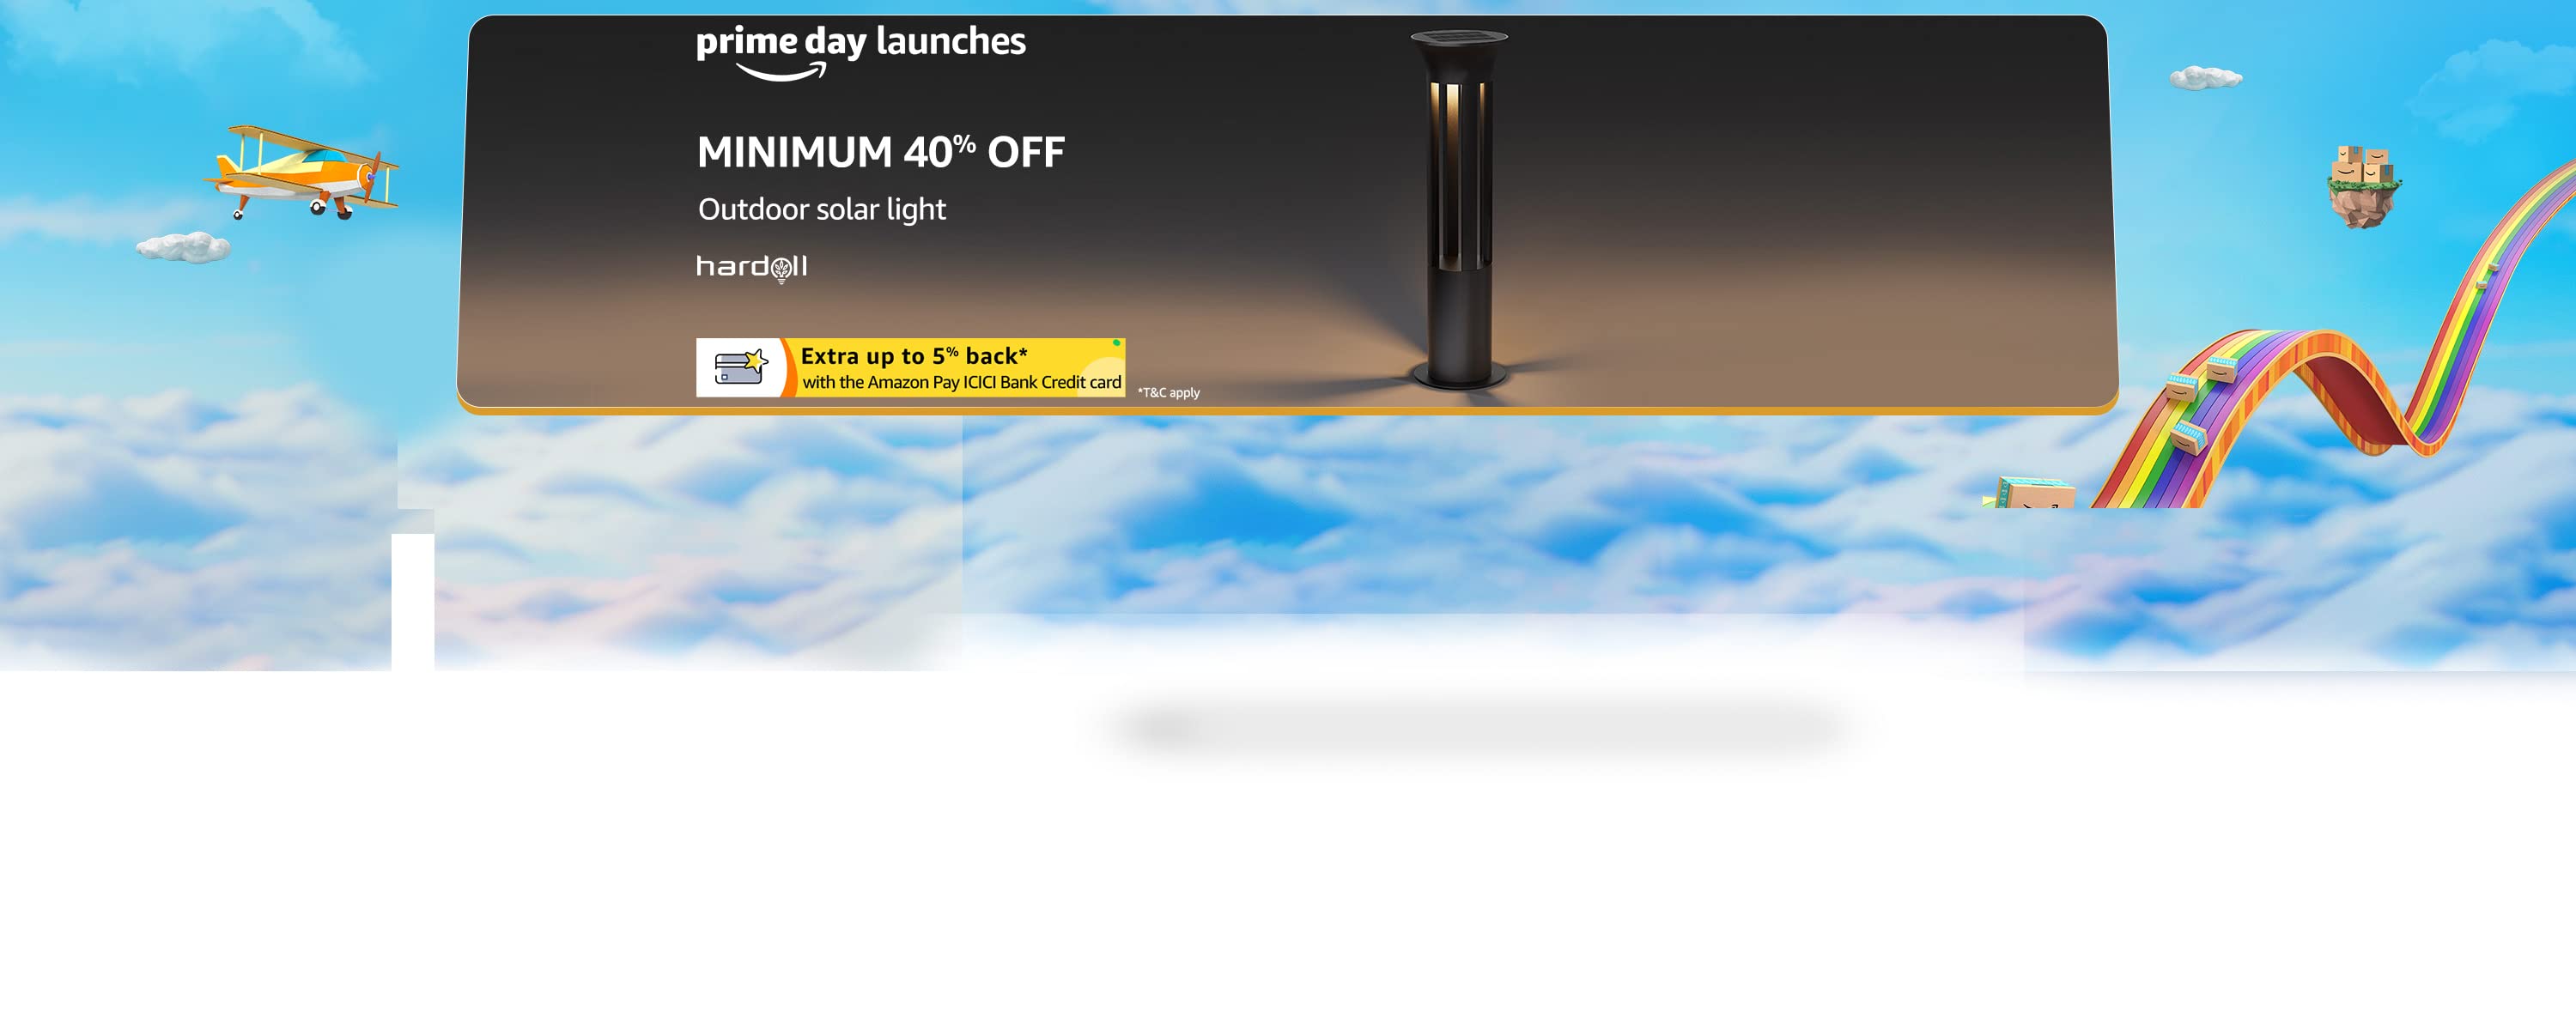 prime day launches
MINIMUM 40% OFF
Outdoor solar light
hardoll
Extra up to 5% back*
with the Amazon Pay ICICI Bank Credit card
*T&C apply